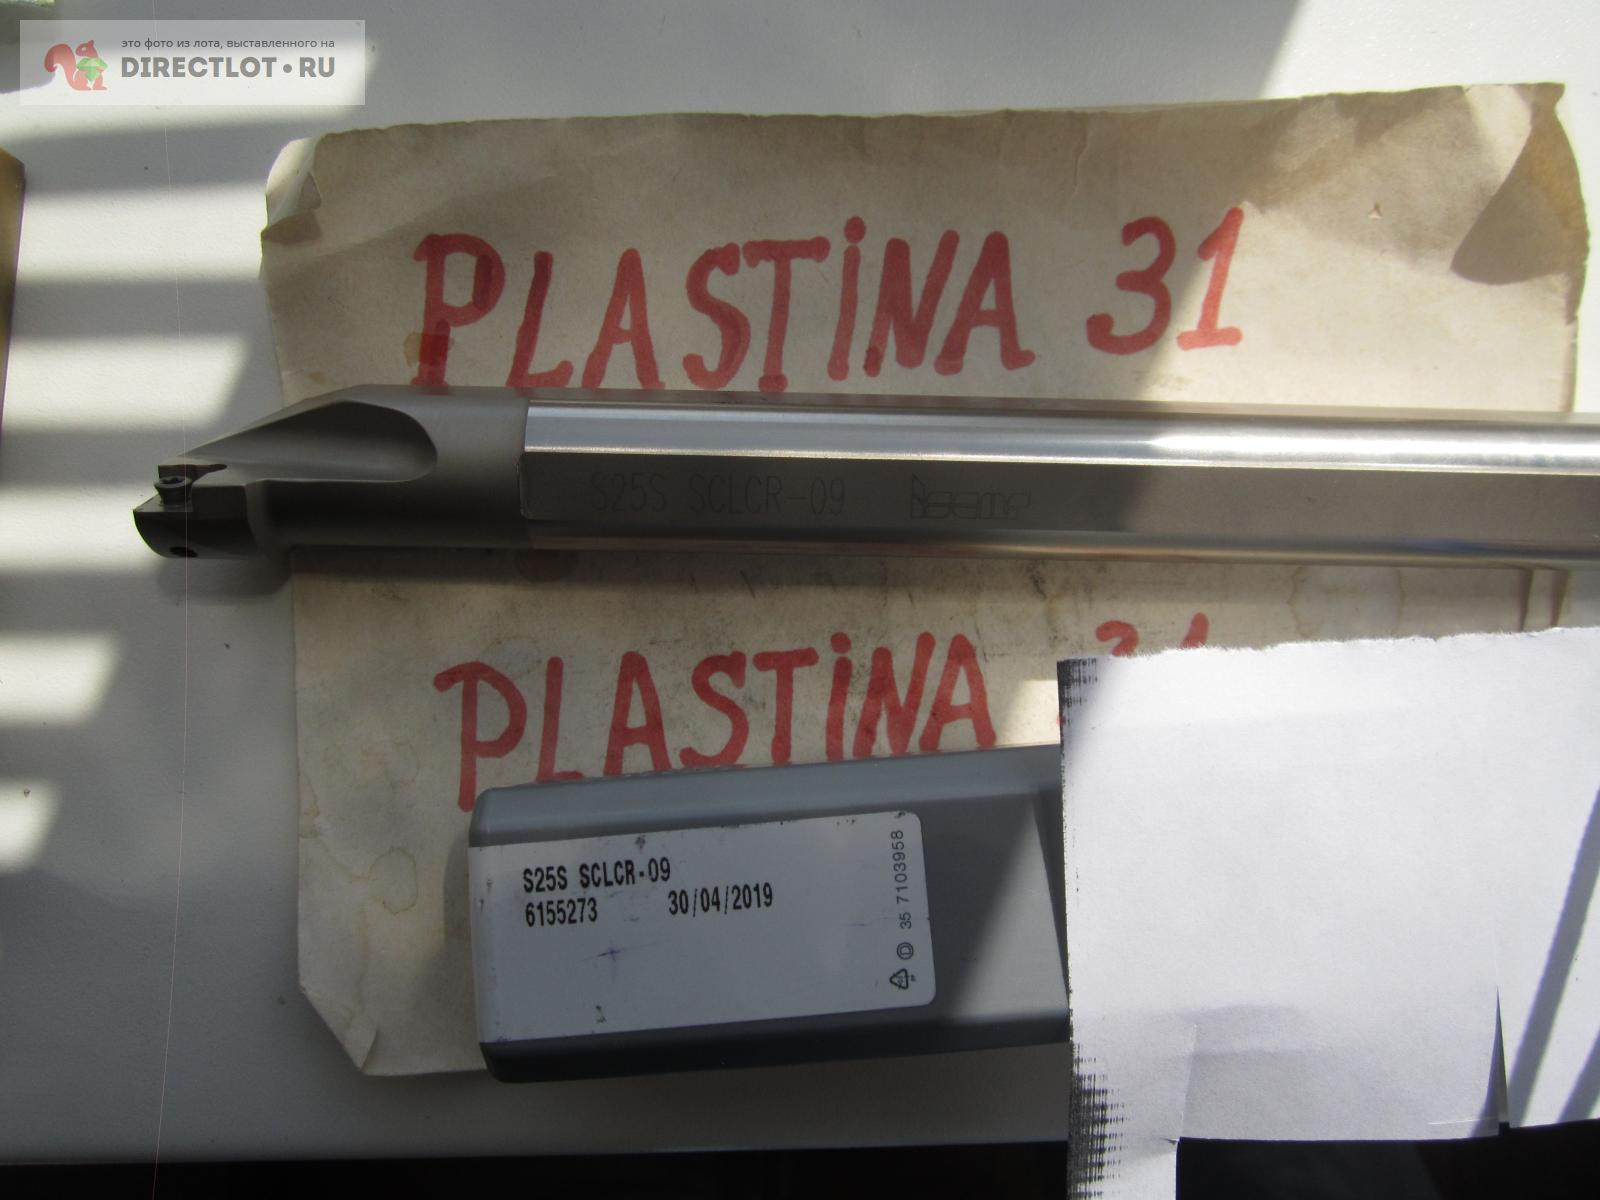 это фото из лота, выставленного на
DIRECTLOT•RU
PLASTiNA 31
S25S SCLCR-09
PLASTiNA
S25S SCLCR-09
6155273 30/04/2019
35 7103958